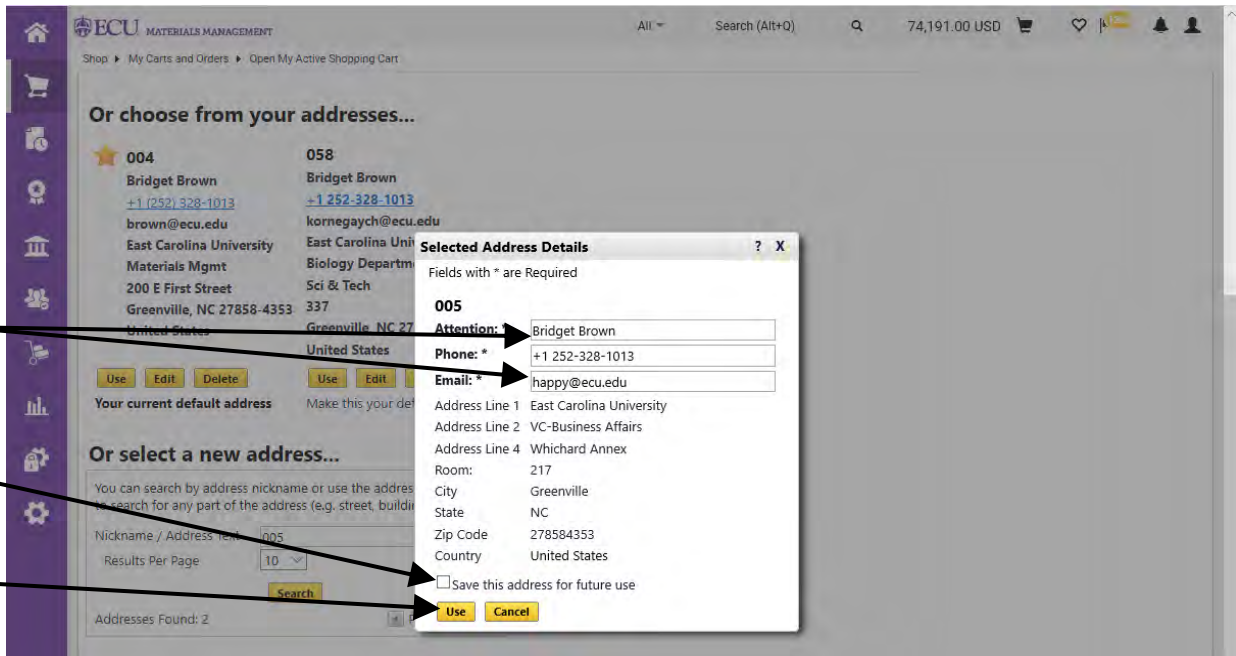 ECU MATERIALS MANAGEMENT
All
Search (Alt+Q)
74,191.00 USD
Shop My Carts and Orders Open My Active Shopping Cart
Or choose from your addresses...
004
Bridget Brown
+1 (252) 328-1013
brown@ecu.edu
East Carolina University
Materials Mgmt
200 E First Street
Greenville, NC 27858-4353
United States
Use Edit Delete
Your current default address
058
Bridget Brown
+1 252-328-1013
kornegaych@ecu.edu
East Carolina Uni
Biology Departm
Sci & Tech
337
Greenville, NC 27
United States
Use Edit
Make this your def
Or select a new address...
You can search by address nickname or use the addres
to search for any part of the address (e.g. street, buildi
Nickname / Address Text 005
Results Per Page 10
Search
Addresses Found: 2
Selected Address Details ? X
Fields with * are Required
005
Attention: * Bridget Brown
Phone: * +1 252-328-1013
Email: * happy@ecu.edu
Address Line 1 East Carolina University
Address Line 2 VC-Business Affairs
Address Line 4 Whichard Annex
Room: 217
City Greenville
State NC
Zip Code 278584353
Country United States
Save this address for future use
Use Cancel